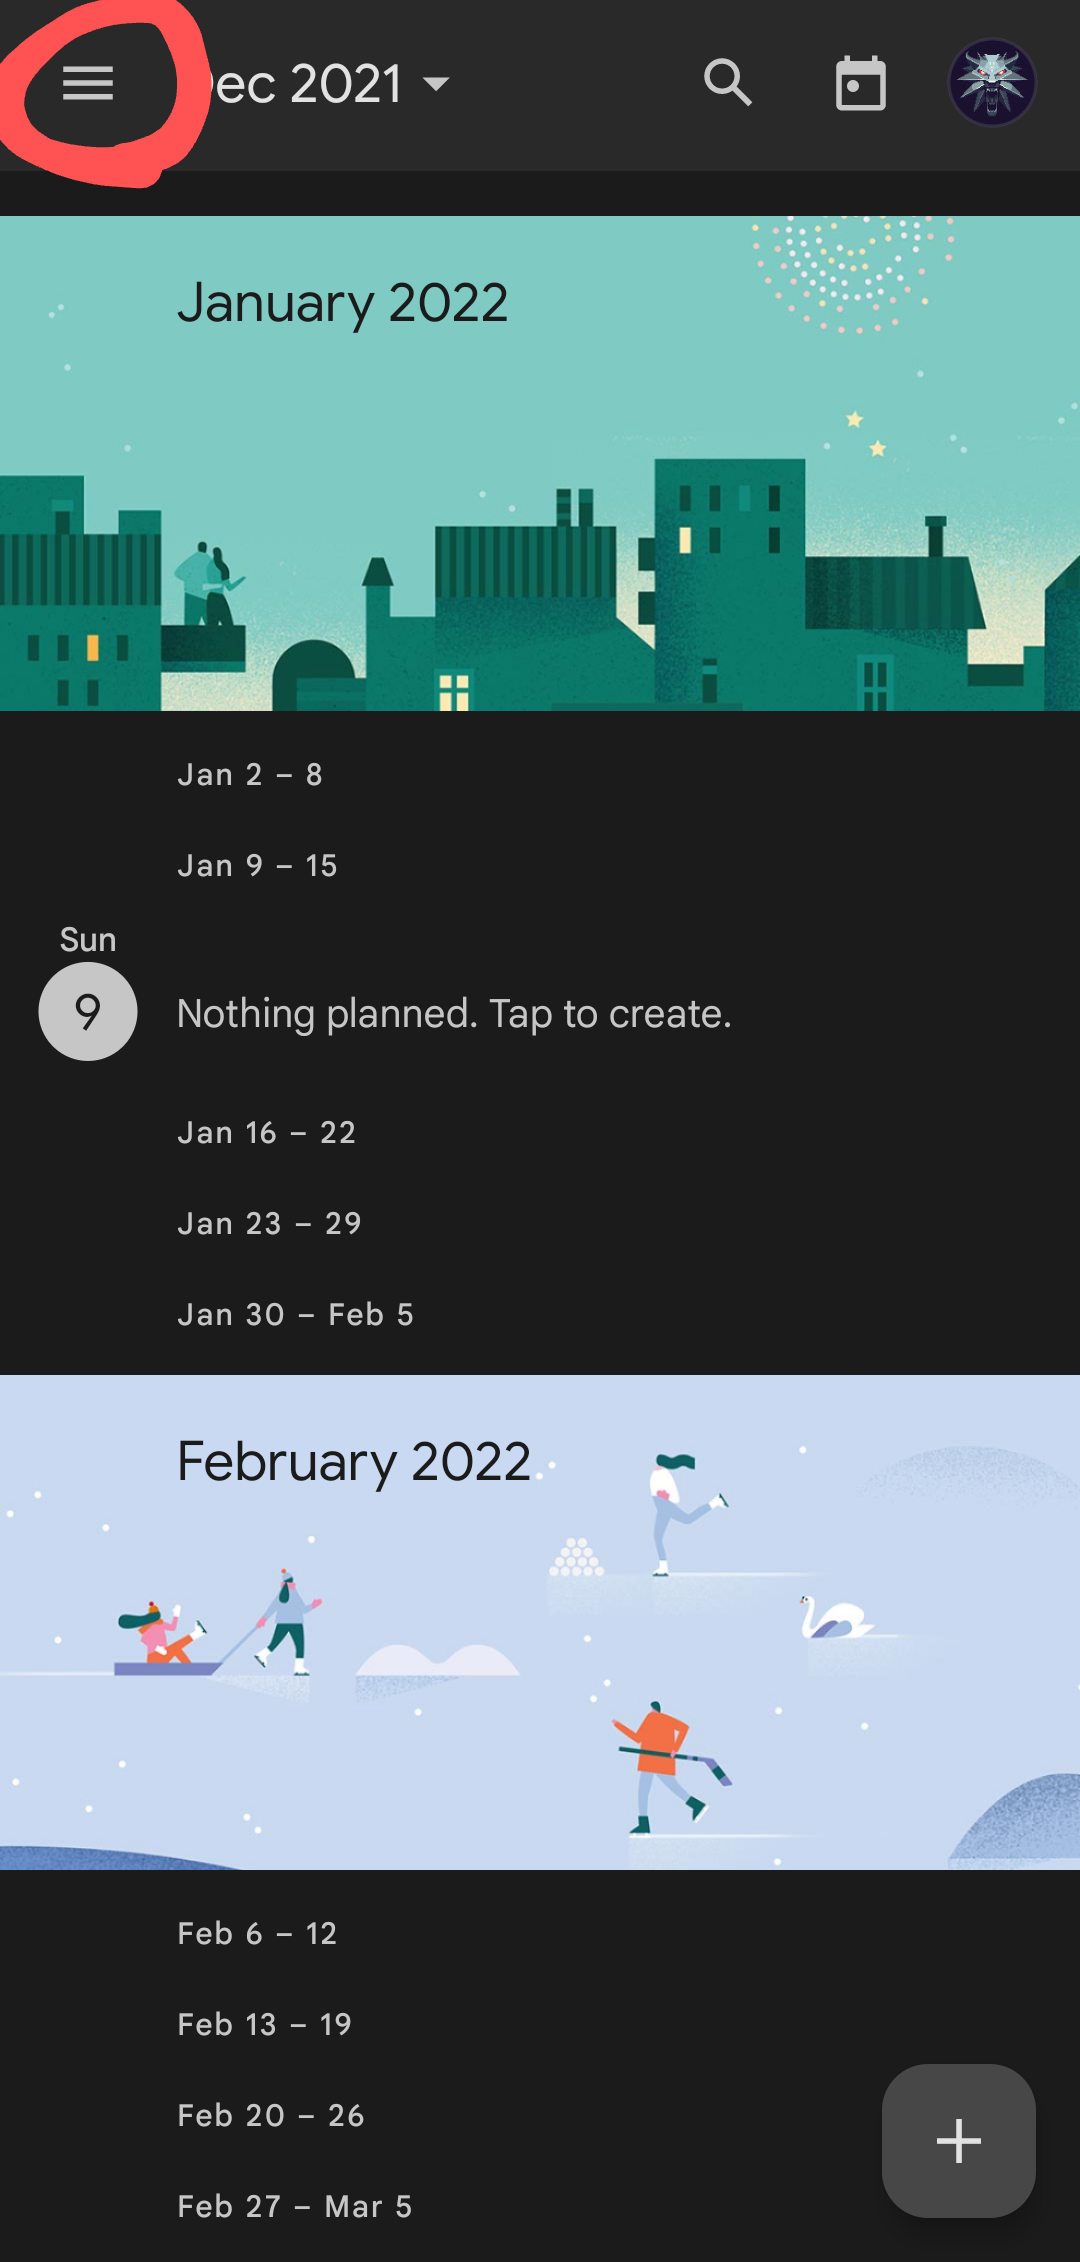 ec 2021
January 2022
Jan 2 – 8
Jan 9 – 15
Sun
9
Nothing planned. Tap to create.
Jan 16 – 22
Jan 23 – 29
Jan 30 – Feb 5
February 2022
Feb 6 – 12
Feb 13 – 19
Feb 20 – 26
Feb 27 – Mar 5